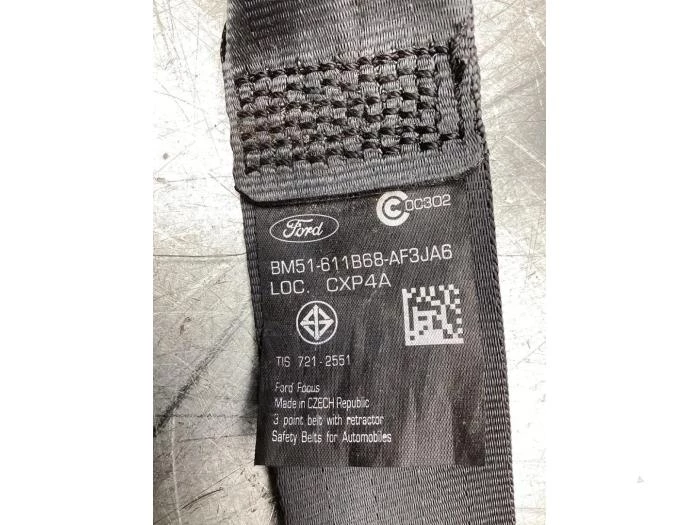 Ford
C OC302
BM51-611B68-AF3JA6
LOC. CXP4A
TIS 721-2551
Ford Focus
Made in CZECH Republic
3 point belt with retractor
Safety Belts for Automobiles